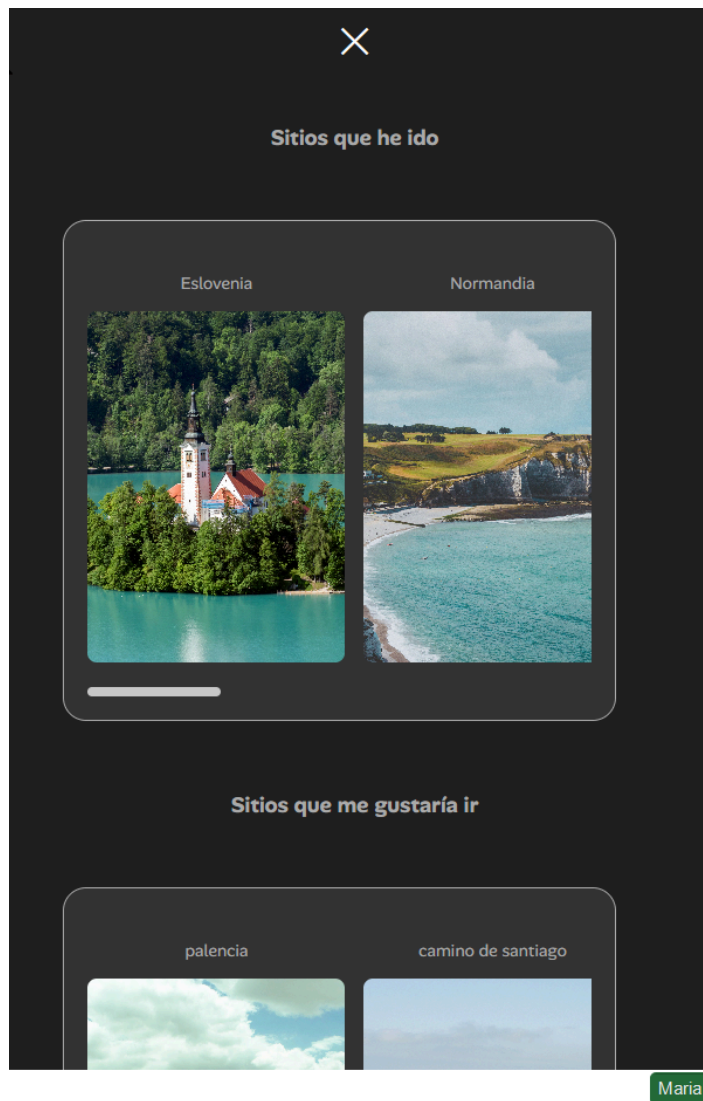 Sitios que he ido
Eslovenia
Normandia
Sitios que me gustaría ir
palencia
camino de santiago
Maria